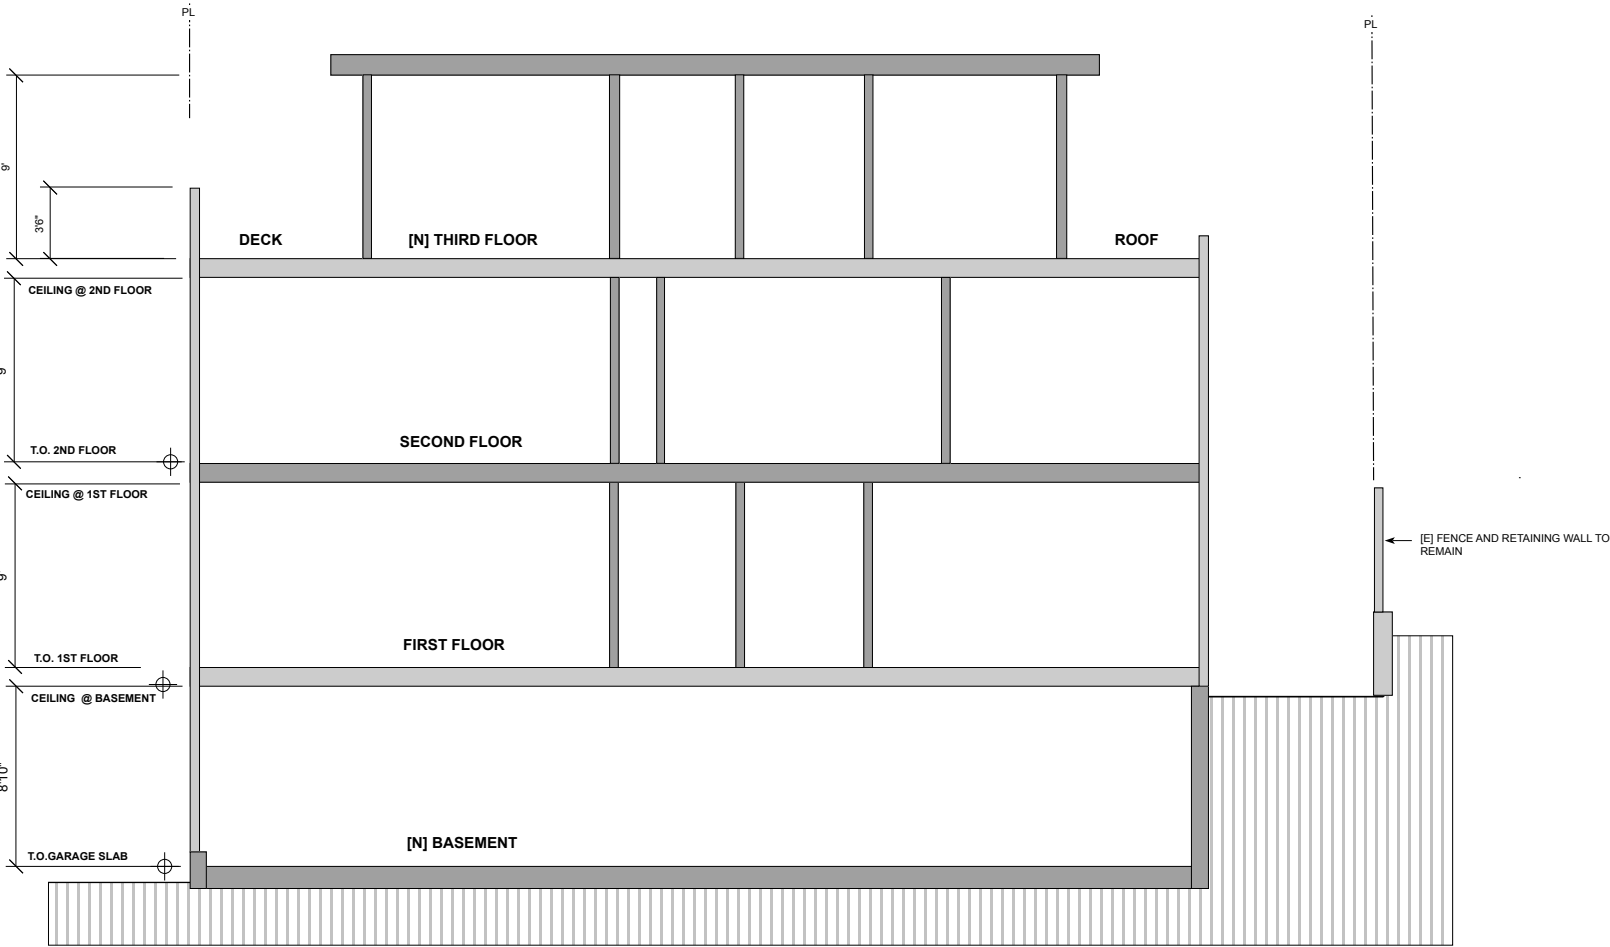 PL
PL
9'
3'6"
DECK
[N] THIRD FLOOR
ROOF
CEILING @ 2ND FLOOR
9'
SECOND FLOOR
T.O. 2ND FLOOR
CEILING @ 1ST FLOOR
[E] FENCE AND RETAINING WALL TO
REMAIN
9'
FIRST FLOOR
T.O. 1ST FLOOR
CEILING @ BASEMENT
8'10"
[N] BASEMENT
T.O.GARAGE SLAB